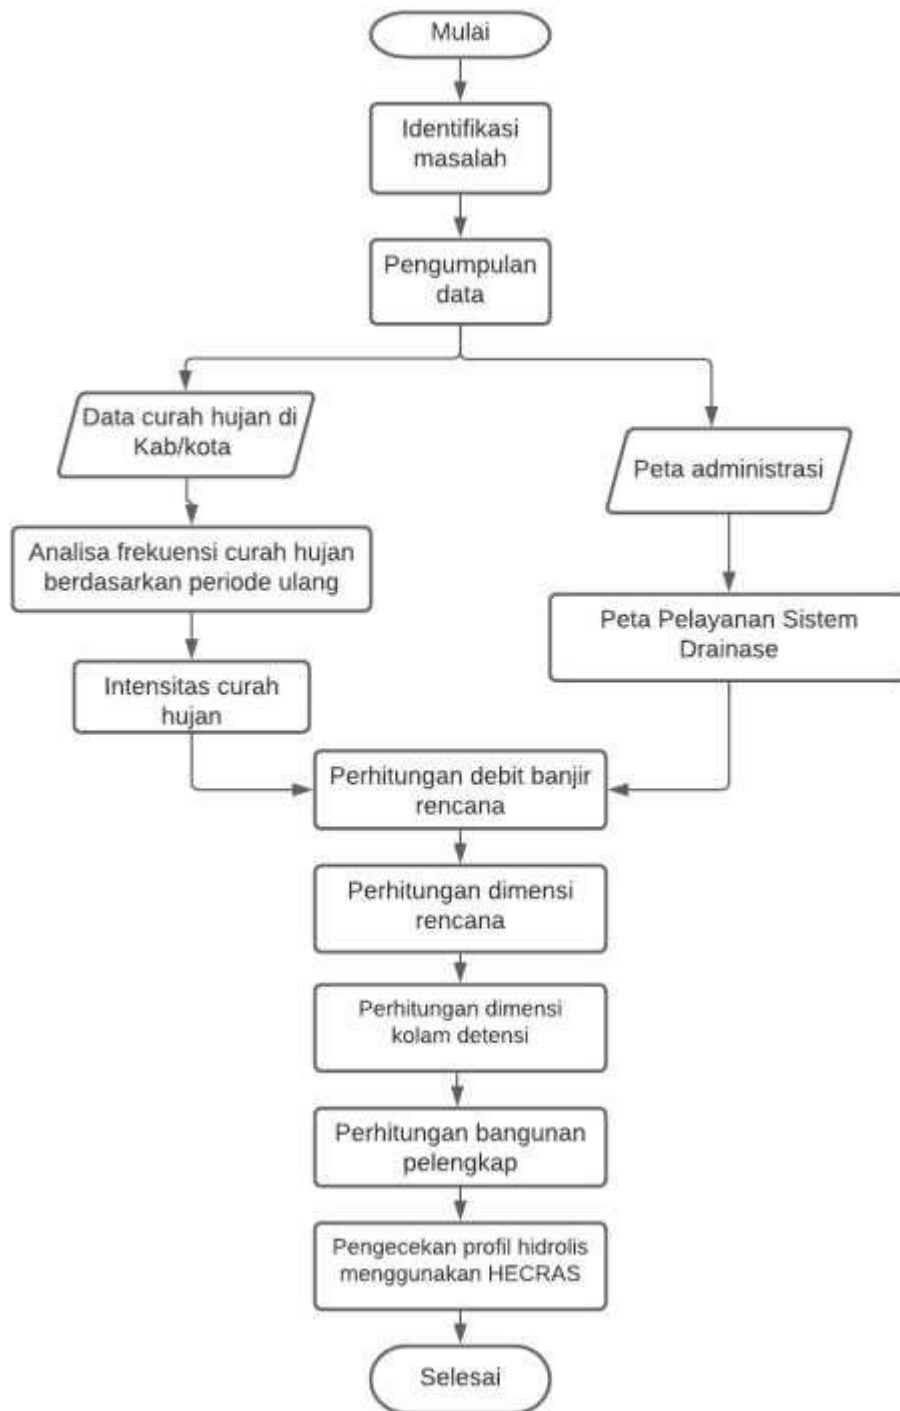 Mulai
Identifikasi
masalah
Pengumpulan
data
Data curah hujan di
Kab/kota
Peta administrasi
Analisa frekuensi curah hujan
berdasarkan periode ulang
Peta Pelayanan Sistem
Drainase
Intensitas curah
hujan
Perhitungan debit banjir
rencana
Perhitungan dimensi
rencana
Perhitungan dimensi
kolam detensi
Perhitungan bangunan
pelengkap
Pengecekan profil hidrolis
menggunakan HECRAS
Selesai